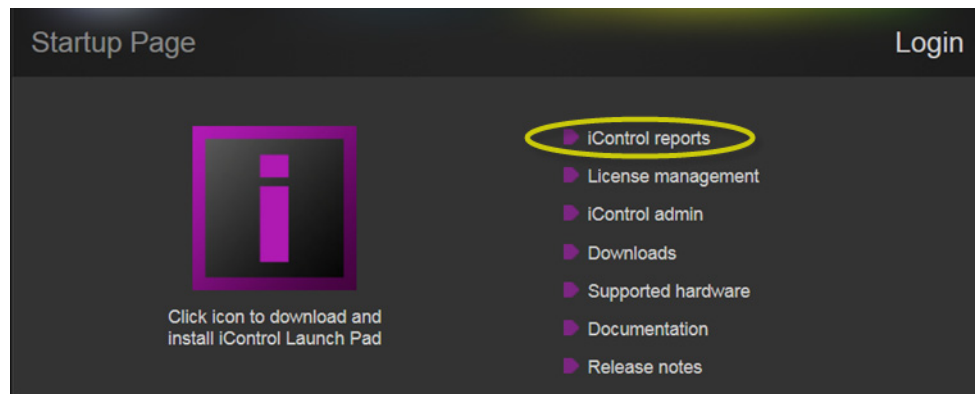 Startup Page
Login
Click icon to download and
install iControl Launch Pad
iControl reports
License management
iControl admin
Downloads
Supported hardware
Documentation
Release notes